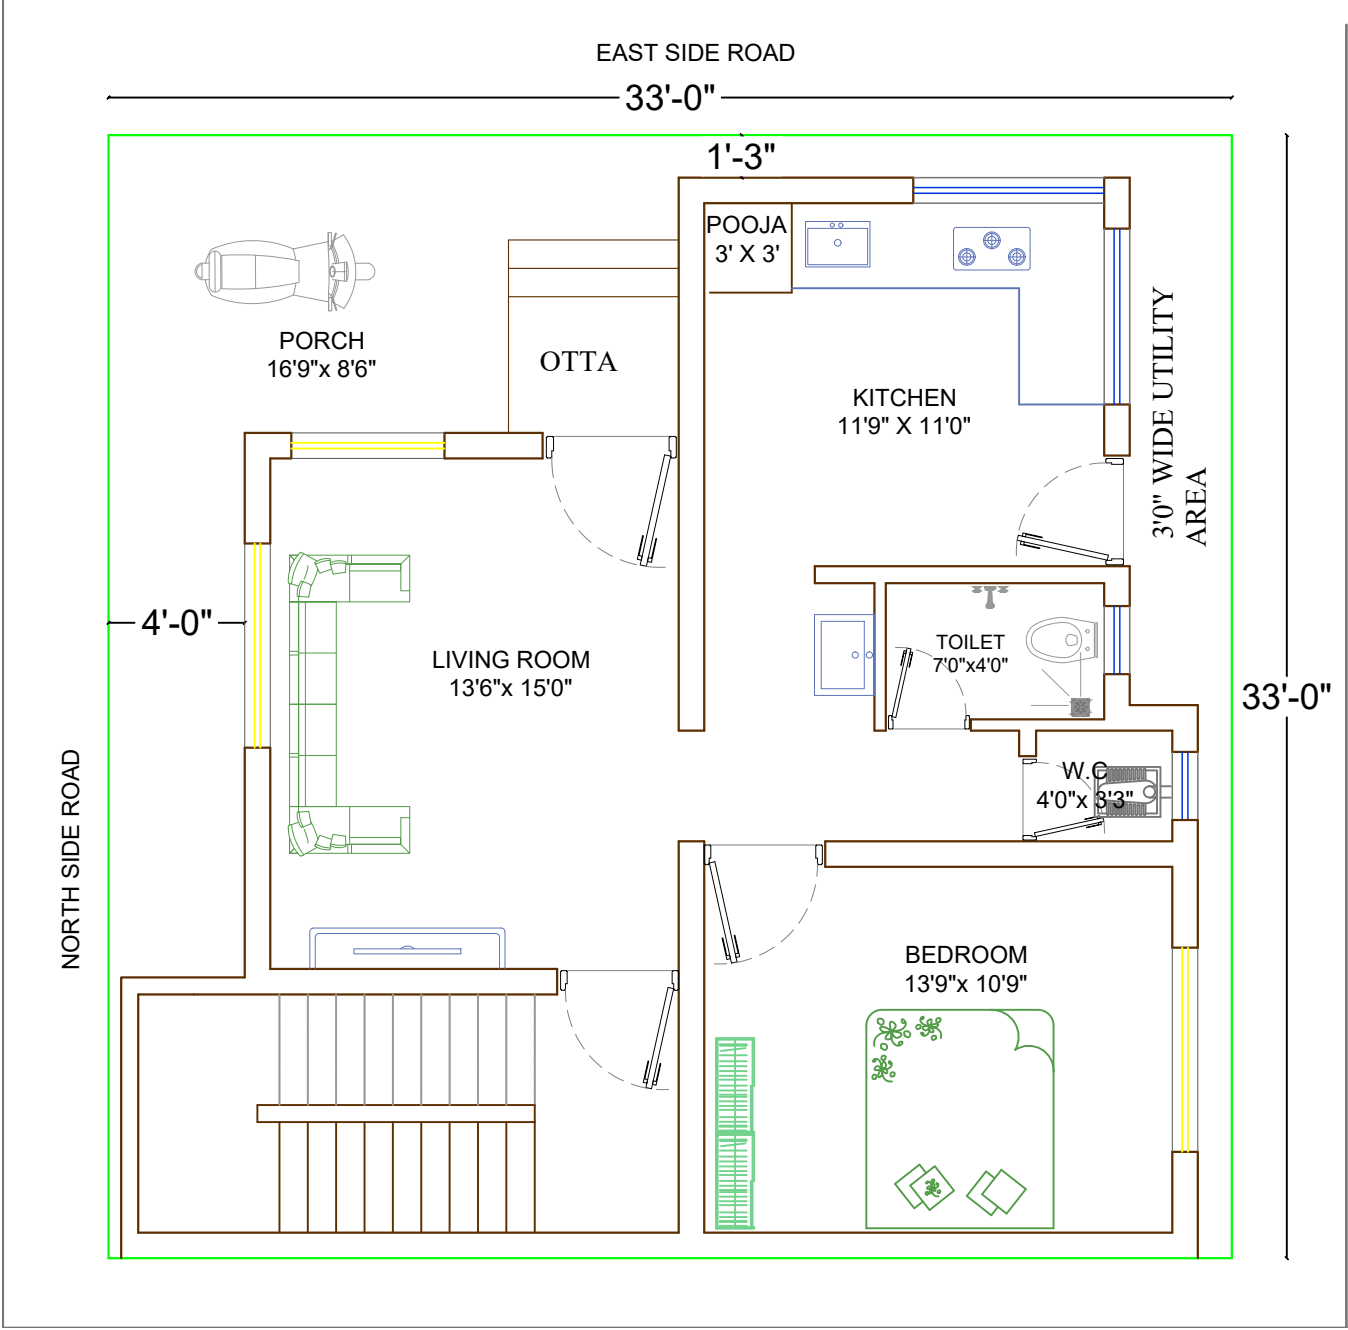 EAST SIDE ROAD
33'-0"
1'-3"
POOJA
3' X 3'
PORCH
16'9"x 8'6"
OTTA
KITCHEN
11'9" X 11'0"
3'0" WIDE UTILITY
AREA
4'-0"
LIVING ROOM
13'6"x 15'0"
TOILET
7'0"x4'0"
33'-0"
NORTH SIDE ROAD
W.C
4'0"x 3'3"
BEDROOM
13'9"x 10'9"